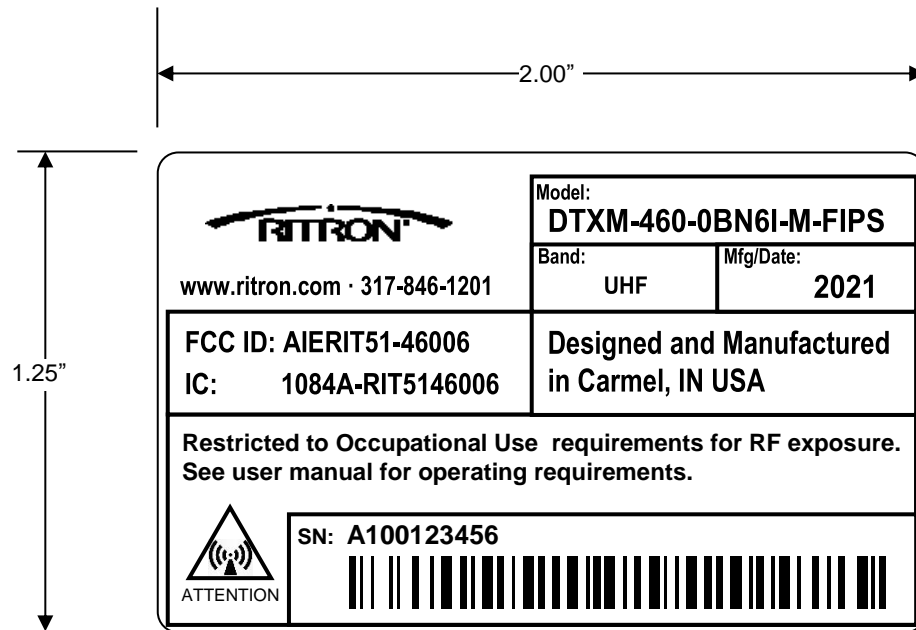 2.00”
1.25”
RITRON
www.ritron.com · 317-846-1201
Model:
DTXM-460-0BN6I-M-FIPS
Band:
UHF
Mfg/Date:
2021
FCC ID: AIERIT51-46006
IC: 1084A-RIT5146006
Designed and Manufactured
in Carmel, IN USA
Restricted to Occupational Use requirements for RF exposure.
See user manual for operating requirements.
ATTENTION
SN: A100123456